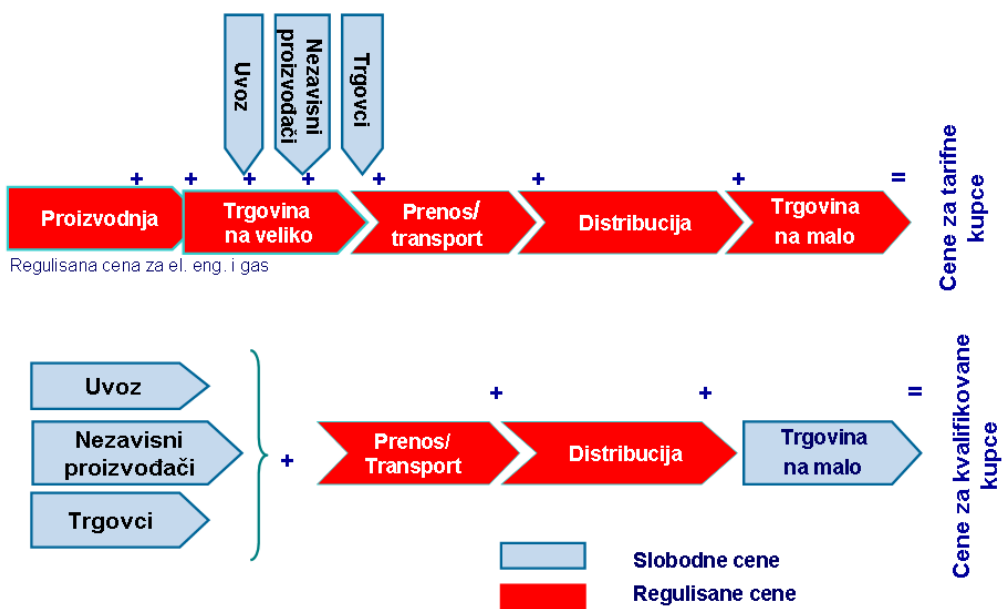 Uvoz
Nezavisni
proizvođači
Trgovci
+ + + + + + + =
Proizvodnja
Trgovina
na veliko
Prenos/
transport
Distribucija
Trgovina
na malo
Cene za tarifne
kupce
Regulisana cena za el. eng. i gas
Uvoz
Nezavisni
proizvođači
Trgovci
+
+ + =
Prenos/
Transport
Distribucija
Trgovina
na malo
Cene za kvalifikovane
kupce
Slobodne cene
Regulisane cene